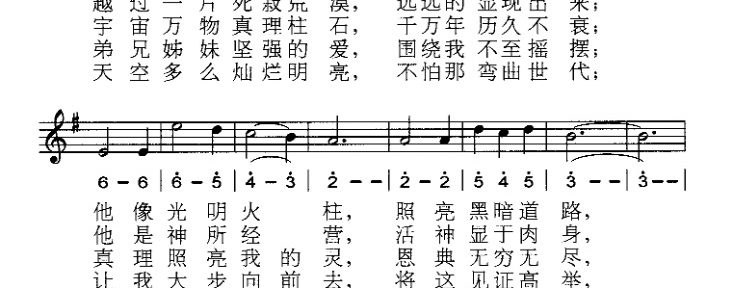 越过一片死寂荒漠，远远的显现出来；
宇宙万物真理柱石，千万年历久不衰；
弟兄姊妹坚强的爱，围绕我不至摇摆；
天空多么灿烂明亮，不怕那弯曲世代；
6 - 6 | 6 - 5 | 4 - 3 | 2 - - | 2 - 2 | 5 4 5 | 3 - - | 3 - - |
他像光明火柱，照亮黑暗道路，
他是神所经营，活神显于肉身，
真理照亮我的灵，恩典无穷无尽，
让我大步向前去，将这见证高举，